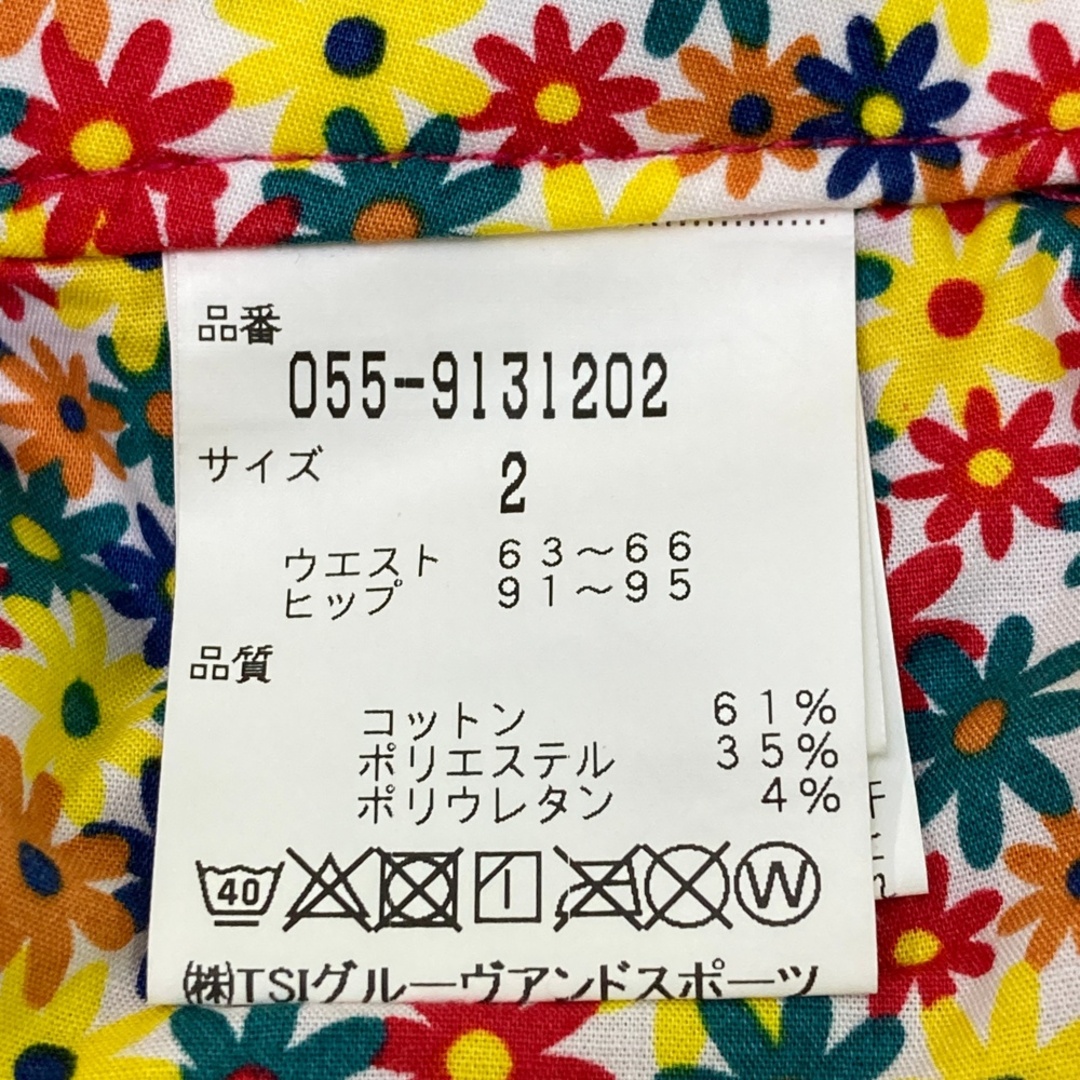 品番
055-9131202
サイズ 2
ウエスト 63～66
ヒップ 91～95
品質
コットン 61%
ポリエステル 35%
ポリウレタン 4%
40 W
㈱TSIグルーヴアンドスポーツ